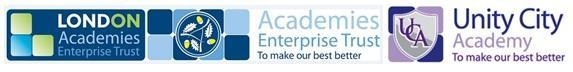 LONDON
Academies
Enterprise Trust
Academies
Enterprise Trust
To make our best better
UCA
Unity City
Academy
To make our best better